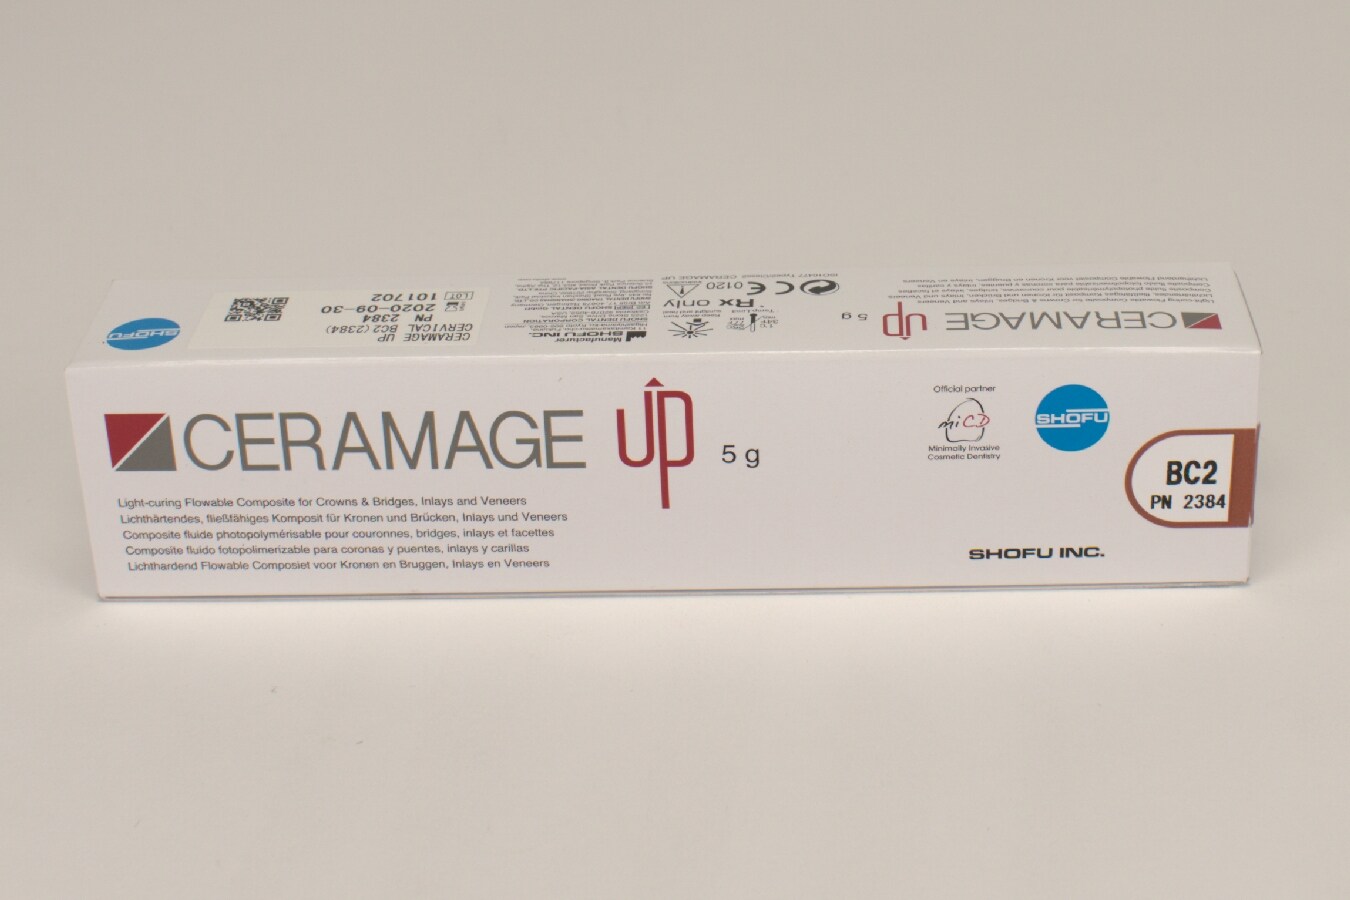 CERAMAGE UP 5 g
Light-curing Flowable Composite for Crowns & Bridges, Inlays and Veneers
Lichthärtendes, fließfähiges Komposit für Kronen und Brücken, Inlays und Veneers
Composite fluide photopolymérisable pour couronnes, bridges, inlays et facettes
Composite fluido fotopolimerizable para coronas y puentes, inlays y carillas
Lichthardend Flowable Composiet voor Kronen en Bruggen, Inlays en Veneers
Official partner
miCD
Minimally Invasive
Cosmetic Dentistry
SHOFU
BC2
PN 2384
SHOFU INC.
CERAMAGE UP 5 g
Rx only
0120
Manufacturer
SHOFU INC.
CERAMAGE UP
CERVICAL BC2 (2384)
PN 2384
2020-09-30
LOT 101702
SHOFU